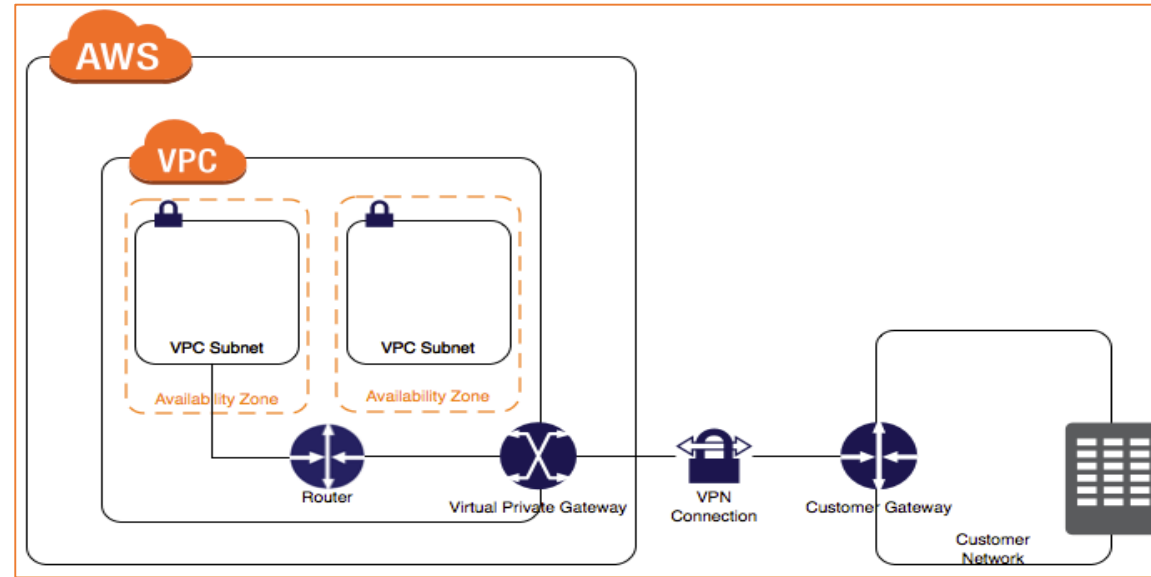 AWS
VPC
VPC Subnet
VPC Subnet
Availability Zone
Availability Zone
Router
Virtual Private Gateway
VPN
Connection
Customer Gateway
Customer
Network